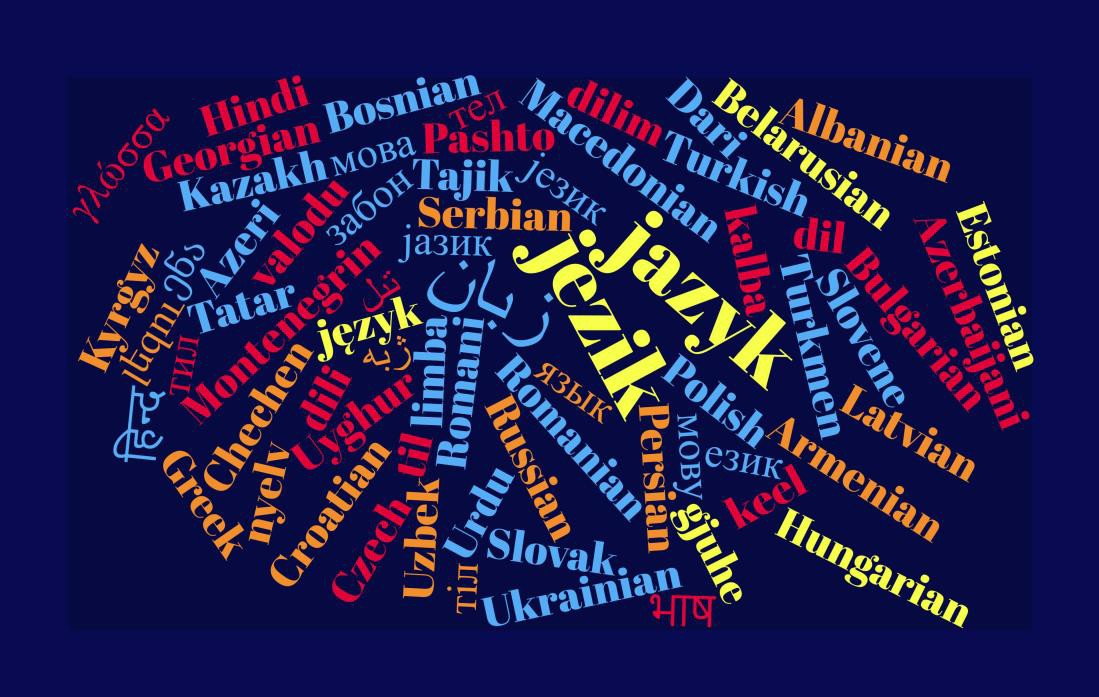 γλώσσα
Hindi
Bosnian
тел
Georgian
Pashto
Kazakh
мова
Macedonian
dilim
Dari
Belarusian
Albanian
Turkish
Tajik
језик
забон
valodu
Azeri
Serbian
јазик
ენა
Kyrgyz
Tatar
Montenegrin
تىل
język
ژبه
زبان
jezik
jazyk
kalba
dil
Bulgarian
Azerbaijani
Estonian
Slovene
Turkmen
լեզու
тил
हिन्द
Chechen
dili
Uyghur
limba
Romani
Romanian
язык
Polish
Latvian
Armenian
Greek
nyelv
Croatian
Czech
til
Uzbek
Urdu
Russian
Persian
мову
език
keel
gjuhe
Hungarian
Slovak
Ukrainian
тіл
भाष